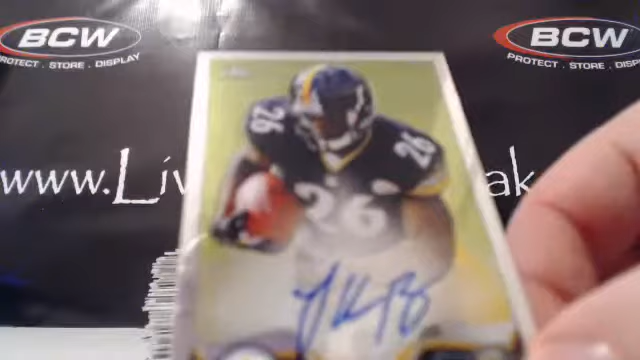 BCW
PROTECT . STORE . DISPLAY
BCW
PROTECT . STORE . DISPLAY
26
26
www.Liv
ak
26